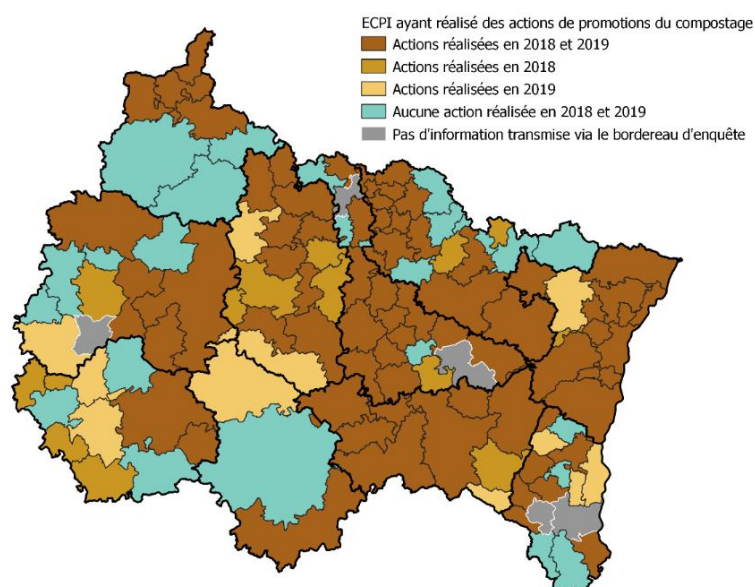 ECPI ayant réalisé des actions de promotions du compostage
Actions réalisées en 2018 et 2019
Actions réalisées en 2018
Actions réalisées en 2019
Aucune action réalisée en 2018 et 2019
Pas d'information transmise via le bordereau d'enquête